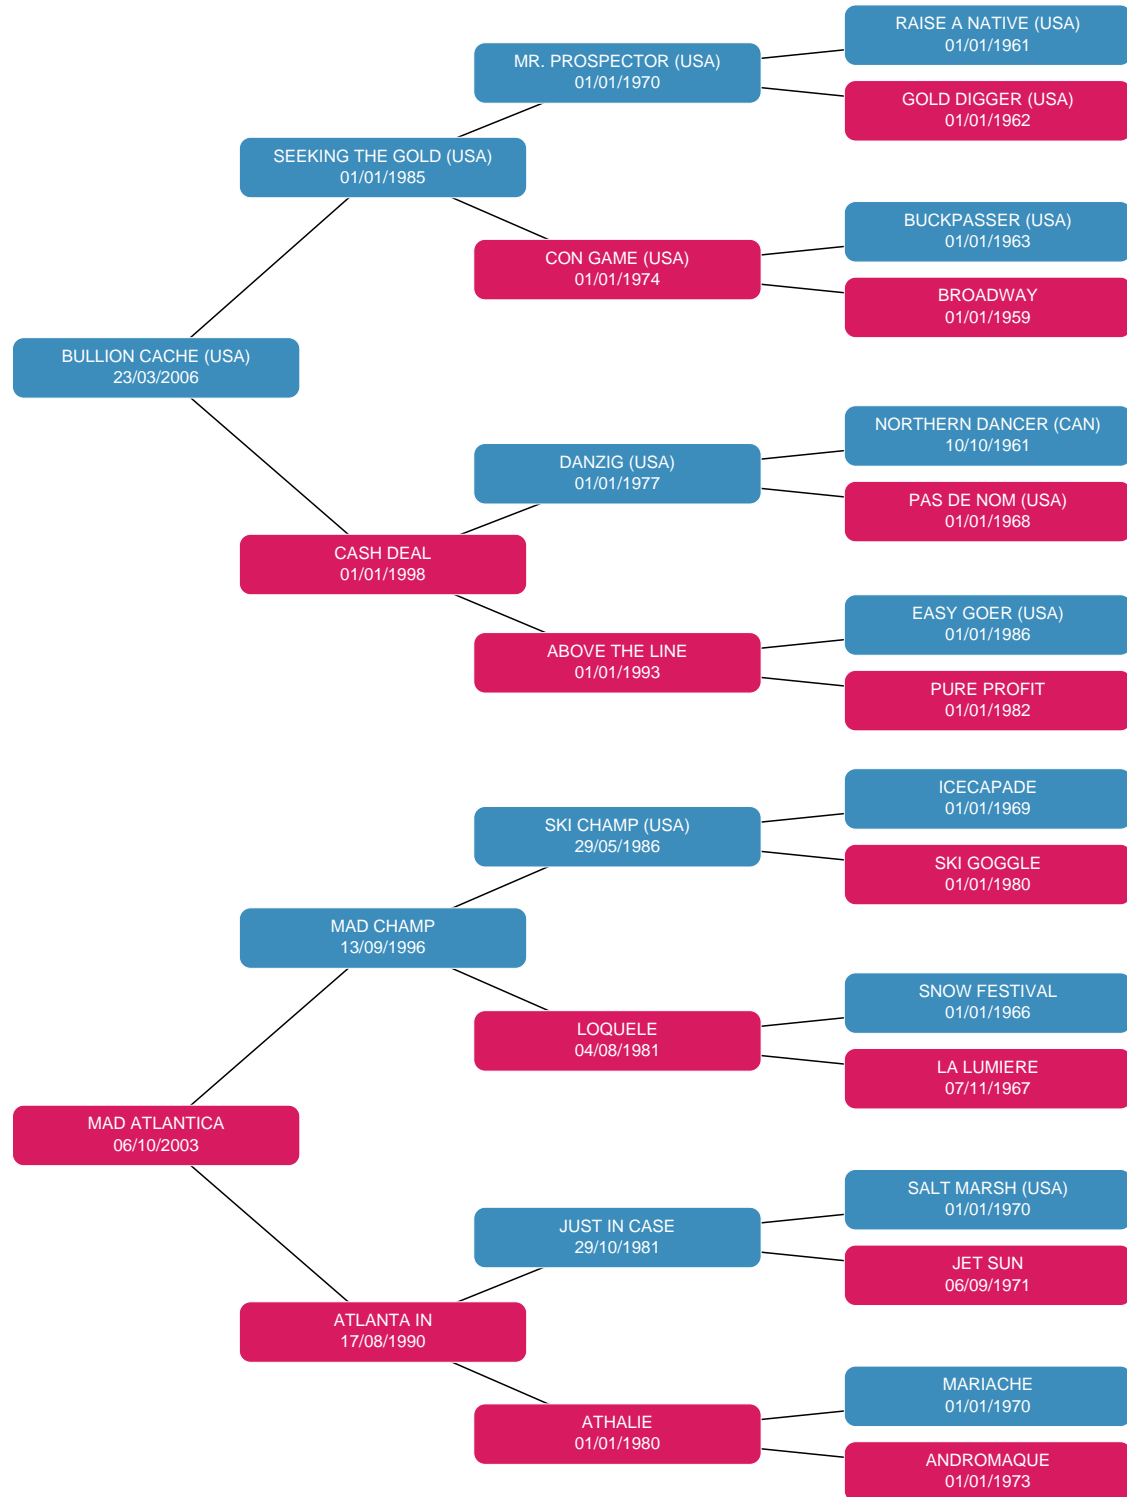 RAISE A NATIVE (USA)
01/01/1961
MR. PROSPECTOR (USA)
01/01/1970
GOLD DIGGER (USA)
01/01/1962
SEEKING THE GOLD (USA)
01/01/1985
BUCKPASSER (USA)
01/01/1963
CON GAME (USA)
01/01/1974
BROADWAY
01/01/1959
BULLION CACHE (USA)
23/03/2006
NORTHERN DANCER (CAN)
10/10/1961
DANZIG (USA)
01/01/1977
PAS DE NOM (USA)
01/01/1968
CASH DEAL
01/01/1998
EASY GOER (USA)
01/01/1986
ABOVE THE LINE
01/01/1993
PURE PROFIT
01/01/1982
ICECAPADE
01/01/1969
SKI CHAMP (USA)
29/05/1986
SKI GOGGLE
01/01/1980
MAD CHAMP
13/09/1996
SNOW FESTIVAL
01/01/1966
LOQUELE
04/08/1981
LA LUMIERE
07/11/1967
MAD ATLANTICA
06/10/2003
SALT MARSH (USA)
01/01/1970
JUST IN CASE
29/10/1981
JET SUN
06/09/1971
ATLANTA IN
17/08/1990
MARIACHE
01/01/1970
ATHALIE
01/01/1980
ANDROMAQUE
01/01/1973